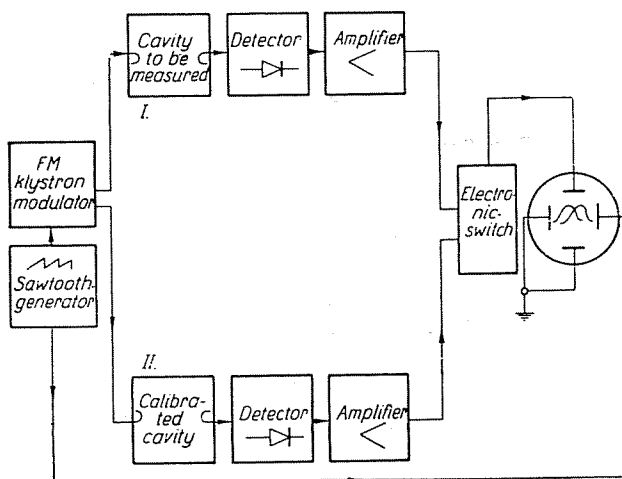 Cavity
to be
measured
Detector
Amplifier
I.
FM
klystron
modulator
Sawtooth-
generator
Electro-
nic-
switch
II.
Calibra-
ted
cavity
Detector
Amplifier